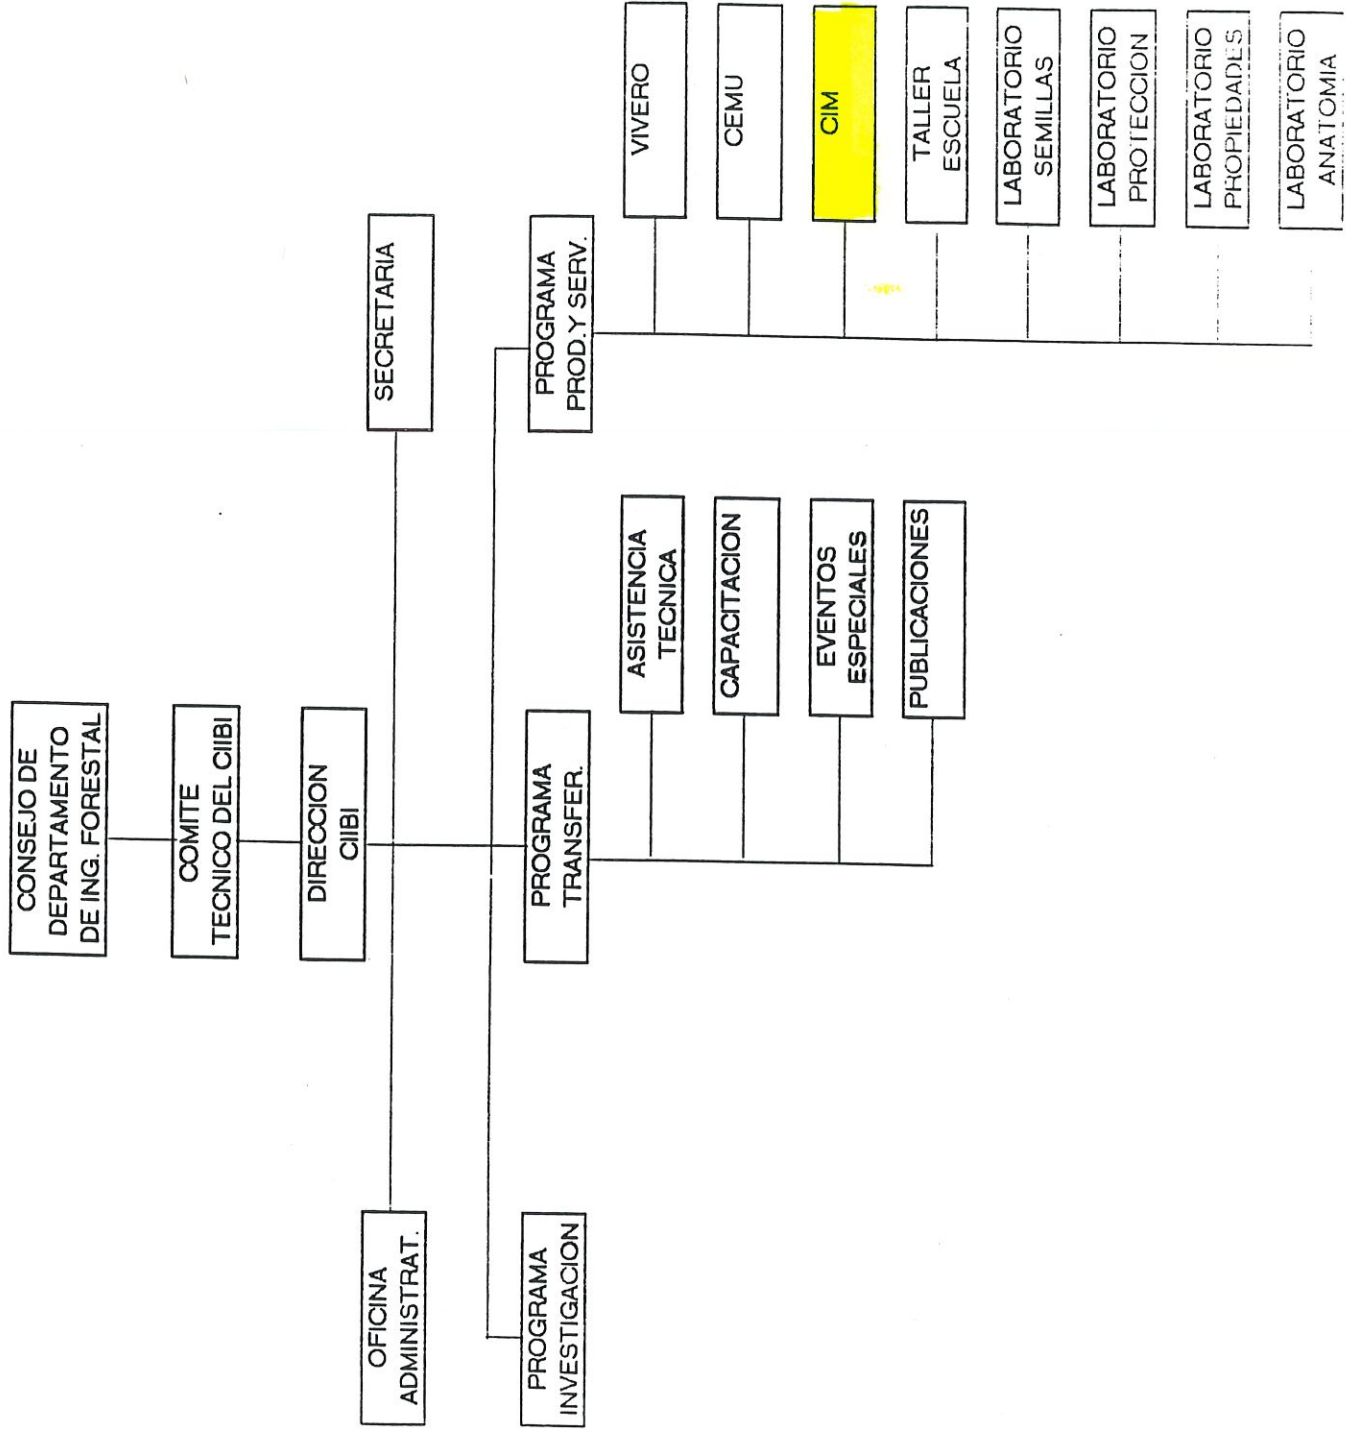 CONSEJO DE
DEPARTAMENTO
DE ING. FORESTAL
COMITE
TECNICO DEL CIIBI
DIRECCION
CIIBI
OFICINA
ADMINISTRAT.
SECRETARIA
PROGRAMA
INVESTIGACION
PROGRAMA
TRANSFER.
PROGRAMA
PROD.Y SERV.
ASISTENCIA
TECNICA
CAPACITACION
EVENTOS
ESPECIALES
PUBLICACIONES
VIVERO
CEMU
CIM
TALLER
ESCUELA
LABORATORIO
SEMILLAS
LABORATORIO
PROTECCION
LABORATORIO
PROPIEDADES
LABORATORIO
ANATOMIA